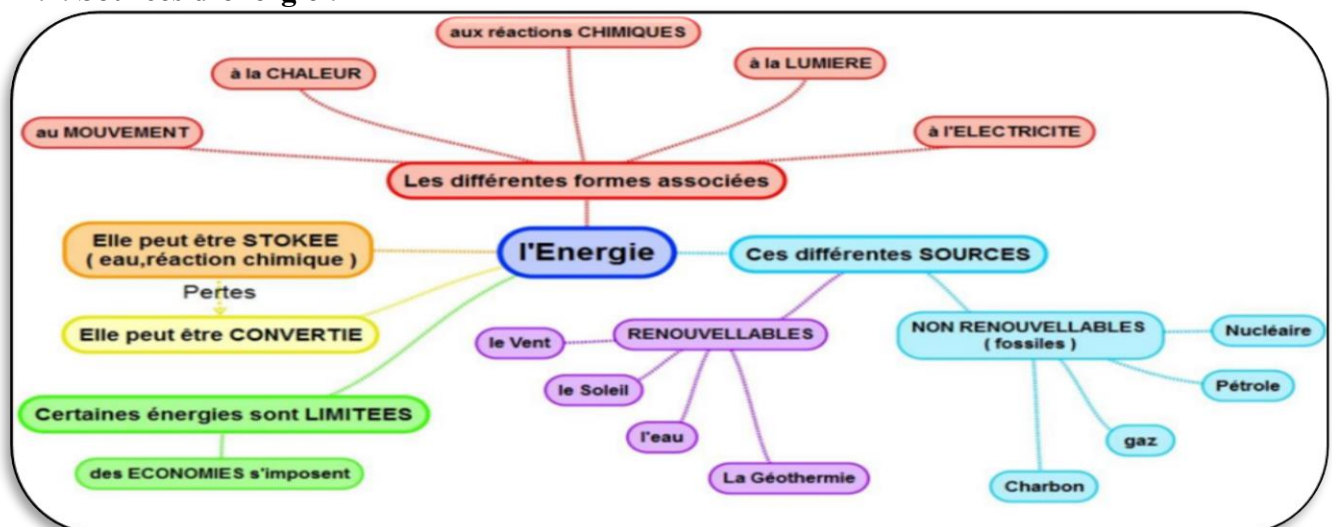 aux réactions CHIMIQUES
à la CHALEUR
à la LUMIERE
au MOUVEMENT
à l'ELECTRICITE
Les différentes formes associées
l'Energie
Elle peut être STOKEE
( eau,réaction chimique )
Pertes
Elle peut être CONVERTIE
Certaines énergies sont LIMITEES
des ECONOMIES s'imposent
Ces différentes SOURCES
RENOUVELLABLES
le Vent
le Soleil
l'eau
La Géothermie
NON RENOUVELLABLES
( fossiles )
Nucléaire
Pétrole
gaz
Charbon